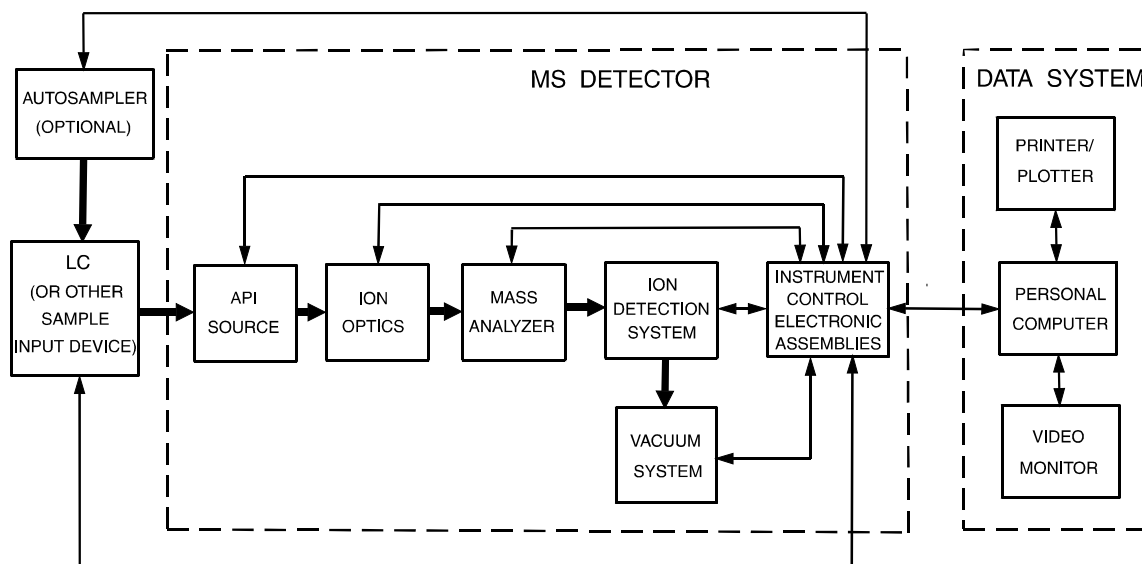 MS DETECTOR
DATA SYSTEM
AUTOSAMPLER
(OPTIONAL)
PRINTER/
PLOTTER
LC
(OR OTHER
SAMPLE
INPUT DEVICE)
API
SOURCE
ION
OPTICS
MASS
ANALYZER
ION
DETECTION
SYSTEM
INSTRUMENT
CONTROL
ELECTRONIC
ASSEMBLIES
PERSONAL
COMPUTER
VACUUM
SYSTEM
VIDEO
MONITOR